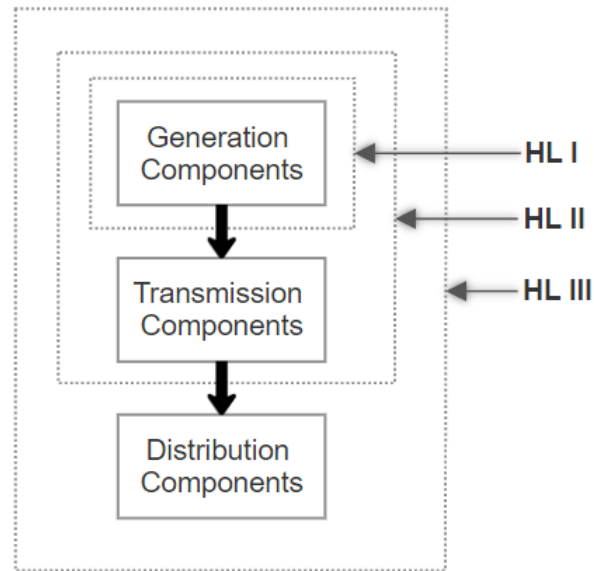 Generation
Components
HL I
HL II
Transmission
Components
HL III
Distribution
Components